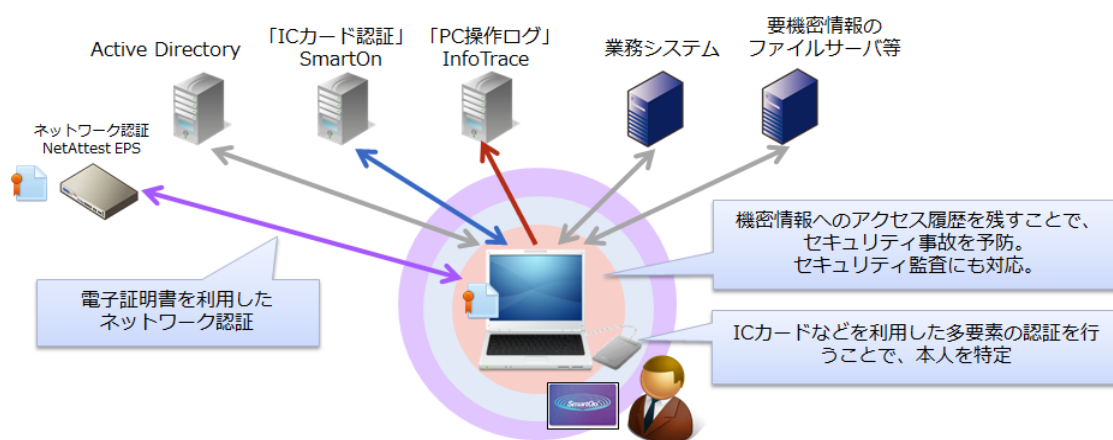 Active Directory
「ICカード認証」
SmartOn
「PC操作ログ」
InfoTrace
業務システム
要機密情報の
ファイルサーバ等
ネットワーク認証
NetAttest EPS
機密情報へのアクセス履歴を残すことで、
セキュリティ事故を予防。
セキュリティ監査にも対応。
電子証明書を利用した
ネットワーク認証
ICカードなどを利用した多要素の認証を行
うことで、本人を特定
SmartOn